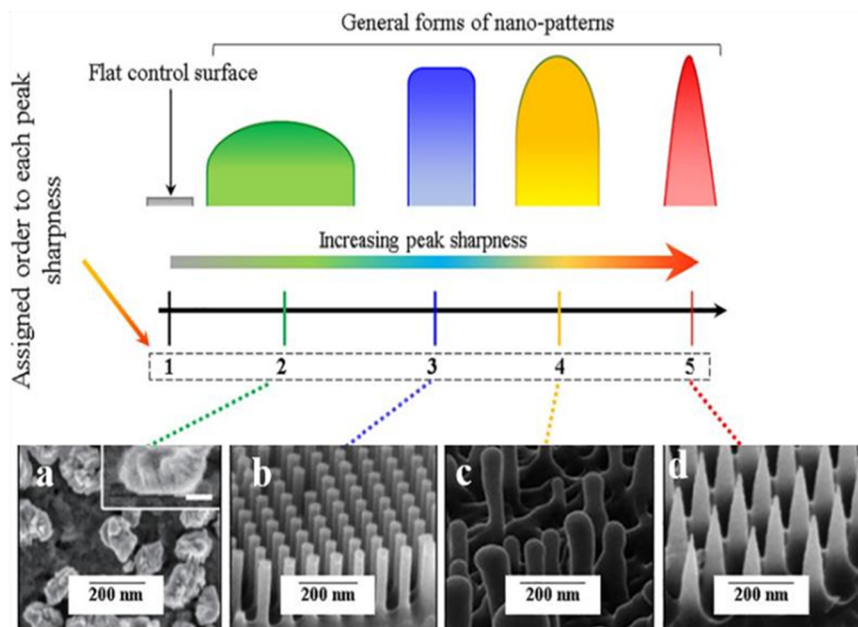 General forms of nano-patterns
Flat control surface
Assigned order to each peak
sharpness
Increasing peak sharpness
1 2 3 4 5
a b c d
200 nm 200 nm 200 nm 200 nm